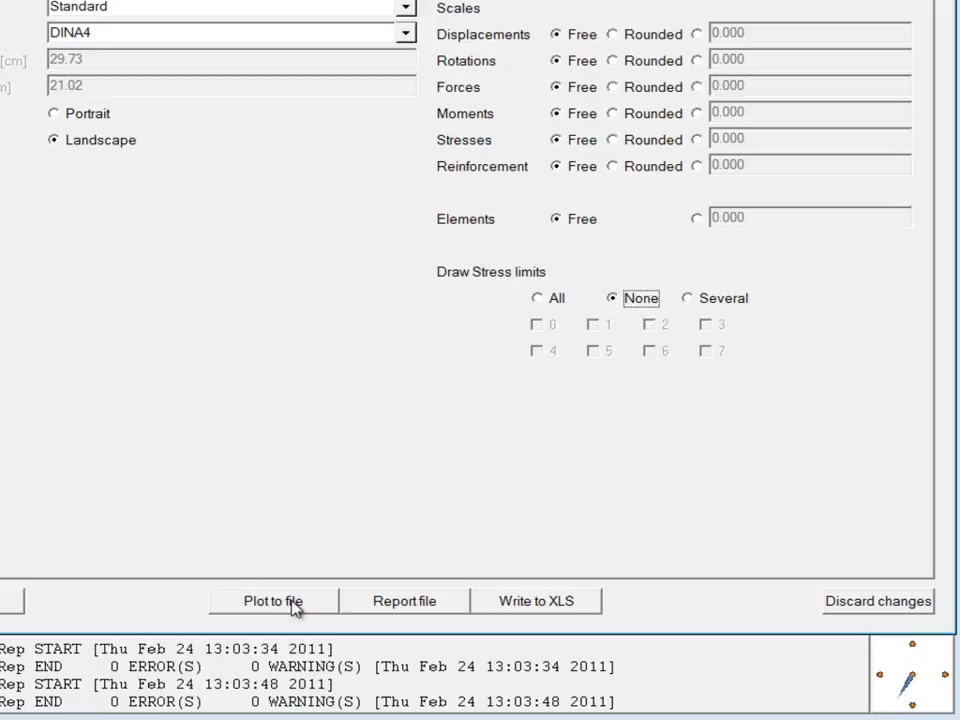 Standard
Scales
DINA4
Displacements Free Rounded 0.000
[cm] 29.73
Rotations Free Rounded 0.000
m] 21.02
Forces Free Rounded 0.000
Portrait
Moments Free Rounded 0.000
Landscape
Stresses Free Rounded 0.000
Reinforcement Free Rounded 0.000
Elements Free 0.000
Draw Stress limits
All None Several
0 1 2 3
4 5 6 7
Plot to file Report file Write to XLS Discard changes
Rep START [Thu Feb 24 13:03:34 2011]
Rep END 0 ERROR(S) 0 WARNING(S) [Thu Feb 24 13:03:34 2011]
Rep START [Thu Feb 24 13:03:48 2011]
Rep END 0 ERROR(S) 0 WARNING(S) [Thu Feb 24 13:03:48 2011]